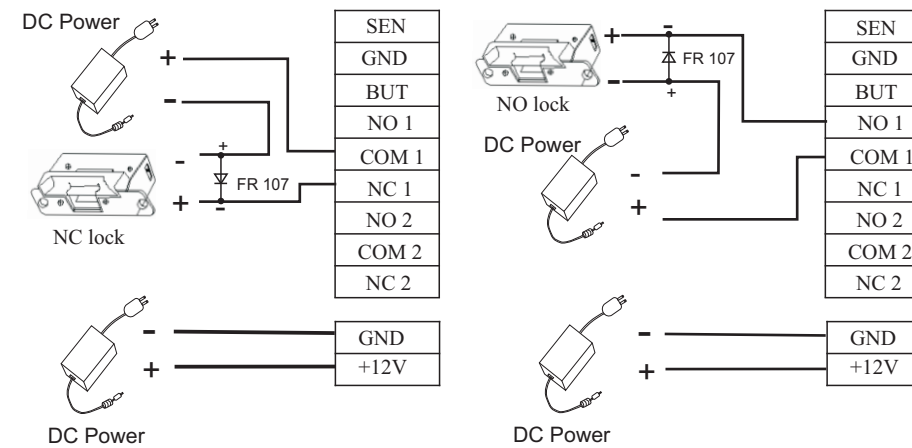 DC Power
+
-
-
+
FR 107
+
-
NC lock
SEN
GND
BUT
NO 1
COM 1
NC 1
NO 2
COM 2
NC 2
-
+
GND
+12V
DC Power
+
-
-
FR 107
+
NO lock
DC Power
-
+
SEN
GND
BUT
NO 1
COM 1
NC 1
NO 2
COM 2
NC 2
-
+
GND
+12V
DC Power